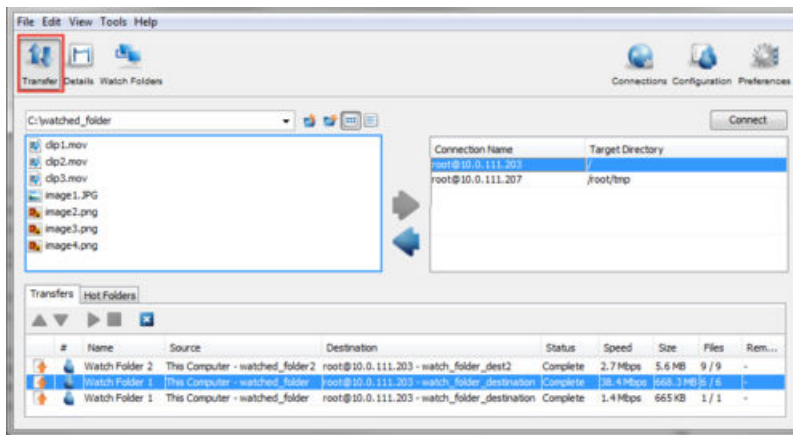 File Edit View Tools Help
Transfer Details Watch Folders Connections Configuration Preferences
C:\watched_folder Connect
clip1.mov
clip2.mov
clip3.mov
image1.JPG
image2.png
image3.png
image4.png
Connection Name Target Directory
root@10.0.111.203 /
root@10.0.111.207 /root/tmp
Transfers Hot Folders
# Name Source Destination Status Speed Size Files Rem...
Watch Folder 2 This Computer - watched_folder2 root@10.0.111.203 - watch_folder_dest2 Complete 2.7 Mbps 5.6 MB 9 / 9 -
Watch Folder 1 This Computer - watched_folder root@10.0.111.203 - watch_folder_destination Complete 38.4 Mbps 668.3 MB 6 / 6 -
Watch Folder 1 This Computer - watched_folder root@10.0.111.203 - watch_folder_destination Complete 1.4 Mbps 665 KB 1 / 1 -